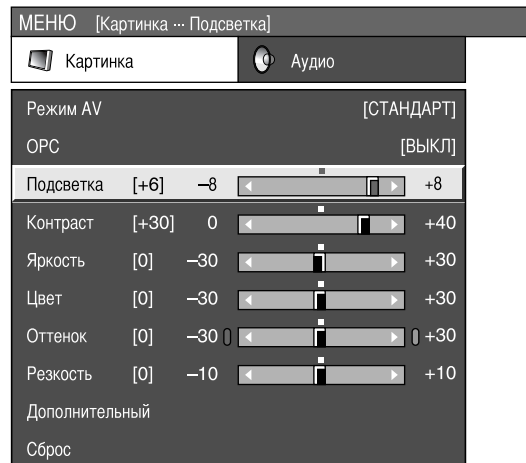 МЕНЮ [Картинка ··· Подсветка]
Картинка Аудио
Режим AV [СТАНДАРТ]
OPC [ВЫКЛ]
Подсветка [+6] –8 +8
Контраст [+30] 0 +40
Яркость [0] –30 +30
Цвет [0] –30 +30
Оттенок [0] –30 +30
Резкость [0] –10 +10
Дополнительный
Сброс